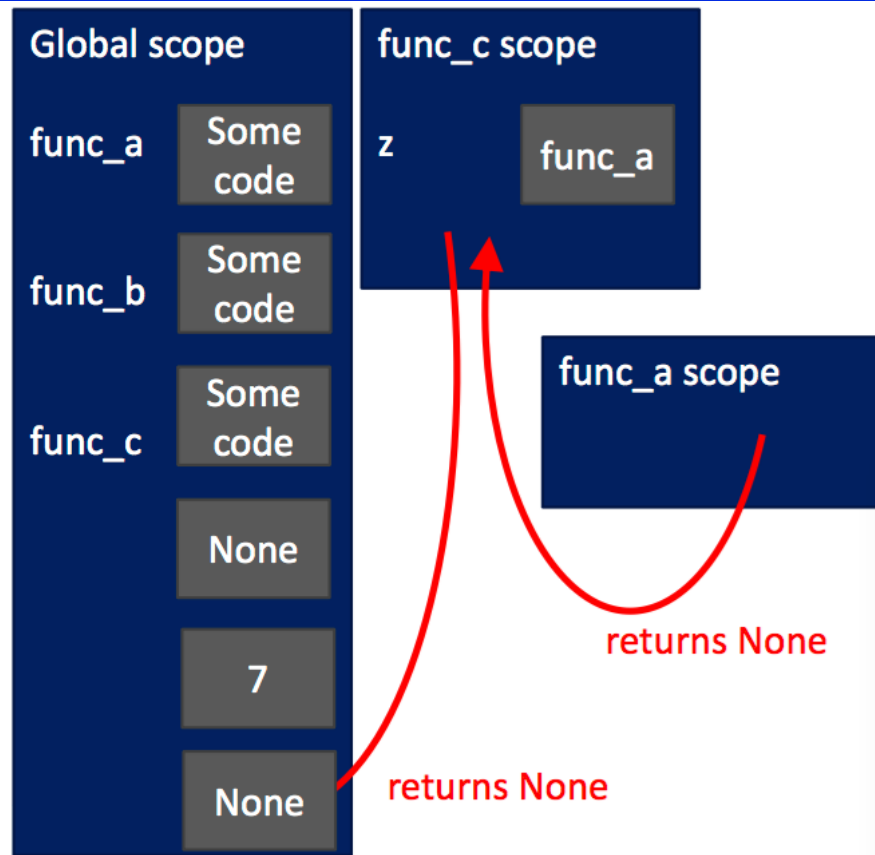 Global scope
func_a
Some
code
func_b
Some
code
func_c
Some
code
None
7
None
func_c scope
z
func_a
func_a scope
returns None
returns None